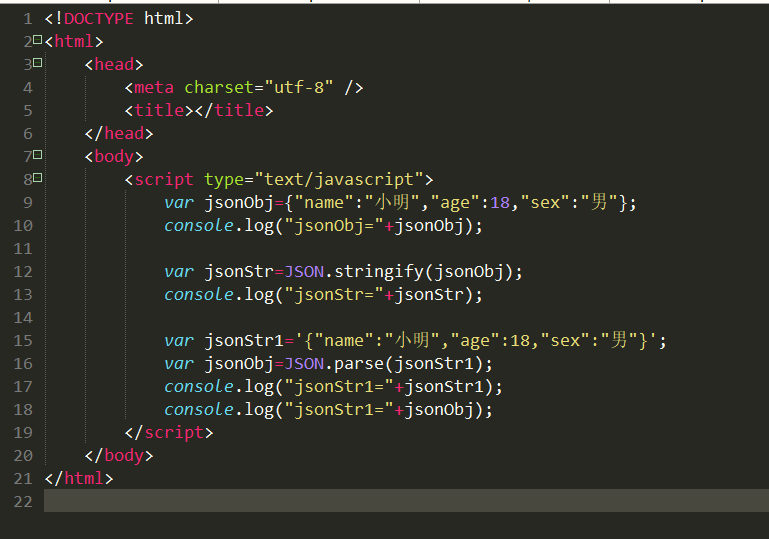 1 <!DOCTYPE html>
2 <html>
3 <head>
4 <meta charset="utf-8" />
5 <title></title>
6 </head>
7 <body>
8 <script type="text/javascript">
9 var jsonObj={"name":"小明","age":18,"sex":"男"};
10 console.log("jsonObj="+jsonObj);
11
12 var jsonStr=JSON.stringify(jsonObj);
13 console.log("jsonStr="+jsonStr);
14
15 var jsonStr1='{"name":"小明","age":18,"sex":"男"}';
16 var jsonObj=JSON.parse(jsonStr1);
17 console.log("jsonStr1="+jsonStr1);
18 console.log("jsonStr1="+jsonObj);
19 </script>
20 </body>
21 </html>
22